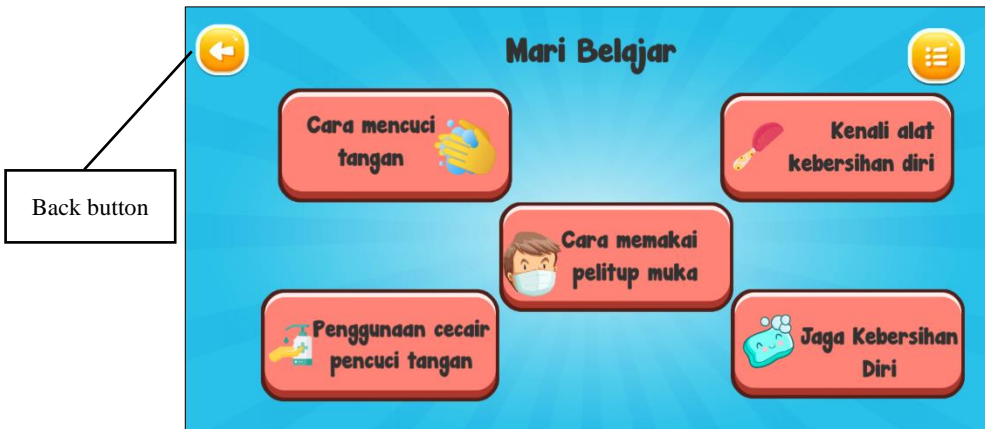 Mari Belajar
Cara mencuci
tangan
Kenali alat
kebersihan diri
Back button
Cara memakai
pelitup muka
Penggunaan cecair
pencuci tangan
Jaga Kebersihan
Diri